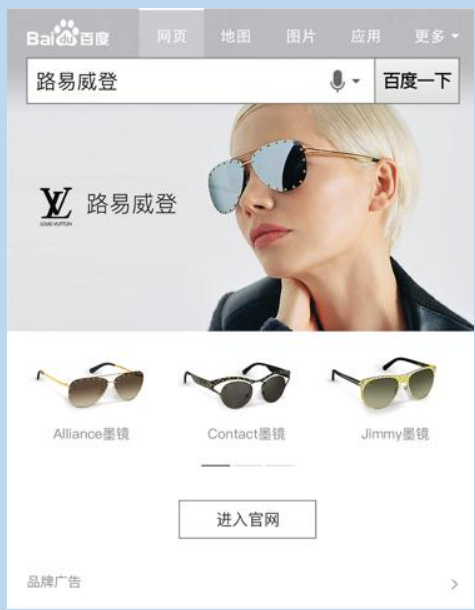 Bai du 百度 网页 地图 图片 应用 更多
路易威登 百度一下
LV 路易威登
LOUIS VUITTON
Alliance墨镜 Contact墨镜 Jimmy墨镜
进入官网
品牌广告